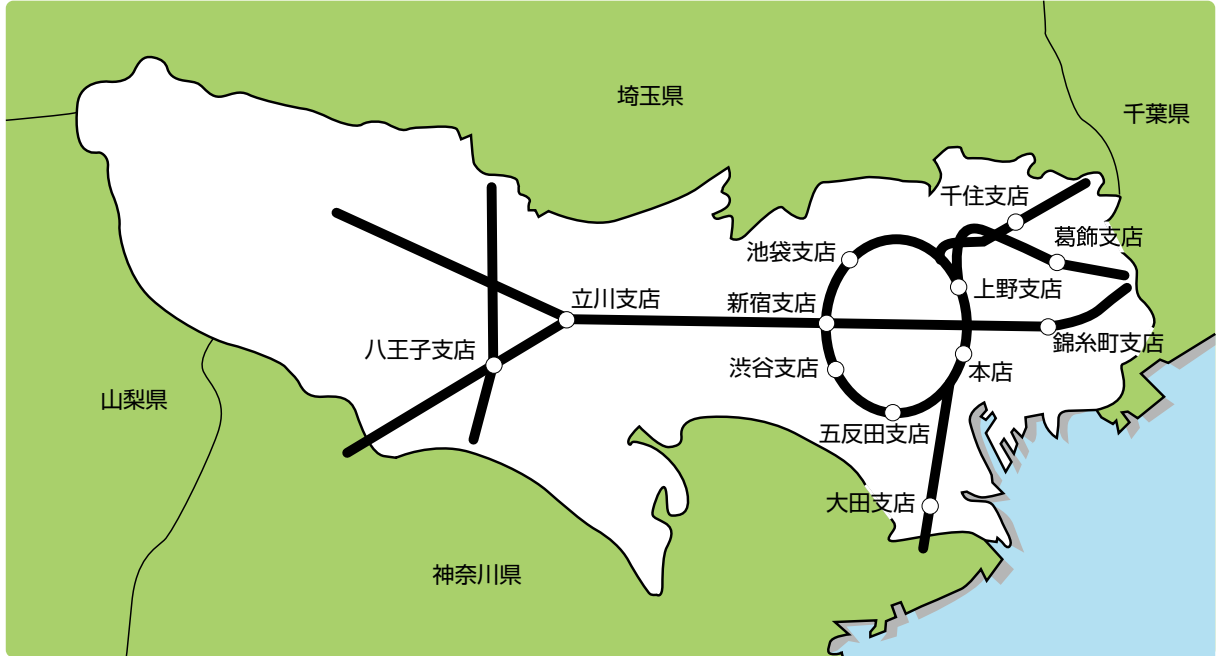 埼玉県
千葉県
千住支店
葛飾支店
池袋支店
上野支店
立川支店
新宿支店
錦糸町支店
八王子支店
渋谷支店
本店
山梨県
五反田支店
大田支店
神奈川県